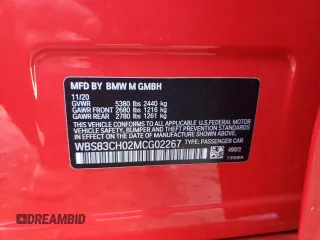 MFD BY BMW M GMBH
11/20
GVWR 5380 lbs 2440 kg
GAWR FRONT 2680 lbs 1216 kg
GAWR REAR 2780 lbs 1261 kg
THIS VEHICLE CONFORMS TO ALL APPLICABLE FEDERAL MOTOR VEHICLE SAFETY, BUMPER, AND THEFT PREVENTION STANDARDS IN EFFECT ON THE DATE OF MANUFACTURE SHOWN ABOVE.
WBS83CH02MCG02267 TYPE: PASSENGER CAR
DREAMBID